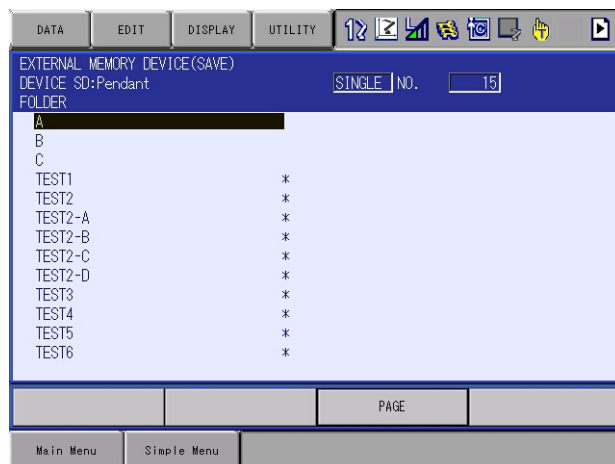 DATA EDIT DISPLAY UTILITY
EXTERNAL MEMORY DEVICE(SAVE)
DEVICE SD:Pendant SINGLE NO. 15
FOLDER
A
B
C
TEST1 *
TEST2 *
TEST2-A *
TEST2-B *
TEST2-C *
TEST2-D *
TEST3 *
TEST4 *
TEST5 *
TEST6 *
PAGE
Main Menu Simple Menu